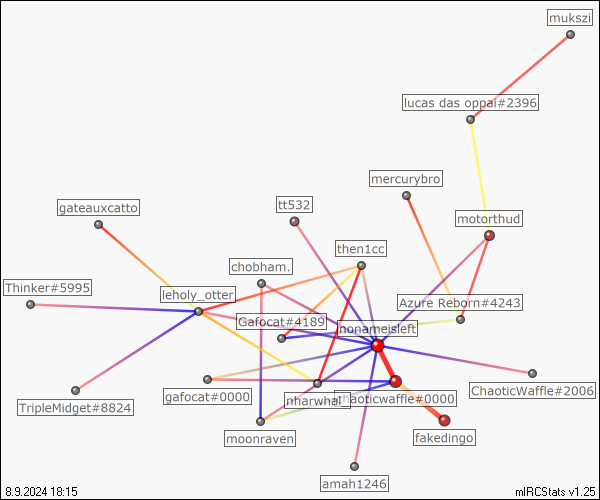 mukszi
lucas das oppai#2396
mercurybro
gateauxcatto
tt532
motorthud
then1cc
chobham.
Thinker#5995
leholy_otter
Azure Reborn#4243
Gafocat#4189
nonameisleft
ChaoticWaffle#2006
gafocat#0000
nharwhal_
chaoticwaffle#0000
TripleMidget#8824
moonraven
fakedingo
amah1246
8.9.2024 18:15
mIRCStats v1.25